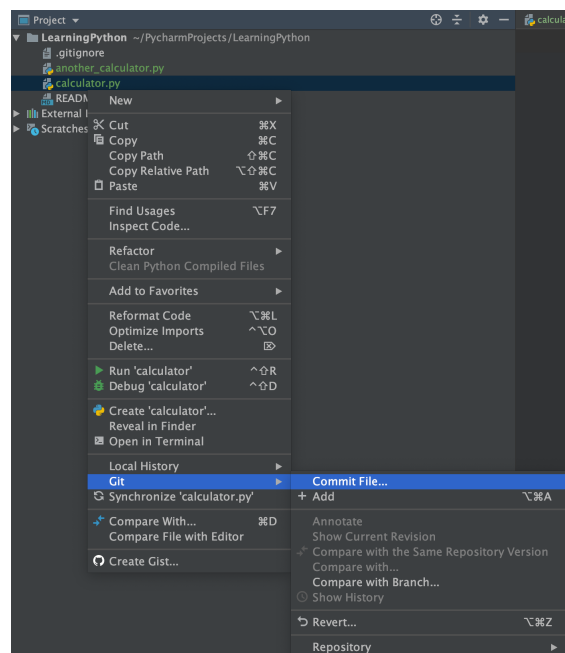 Project
calcula
LearningPython ~/PycharmProjects/LearningPython
.gitignore
another_calculator.py
calculator.py
READM
External
Scratches
New
Cut ⌘X
Copy ⌘C
Copy Path ⇧⌘C
Copy Relative Path ⌥⇧⌘C
Paste ⌘V
Find Usages ⌥F7
Inspect Code...
Refactor
Clean Python Compiled Files
Add to Favorites
Reformat Code ⌥⌘L
Optimize Imports ^⌥O
Delete... ⌦
Run 'calculator' ^⇧R
Debug 'calculator' ^⇧D
Create 'calculator'...
Reveal in Finder
Open in Terminal
Local History
Git
Synchronize 'calculator.py'
Compare With... ⌘D
Compare File with Editor
Create Gist...
Commit File...
+ Add ⌥⌘A
Annotate
Show Current Revision
Compare with the Same Repository Version
Compare with...
Compare with Branch...
Show History
Revert... ⌥⌘Z
Repository